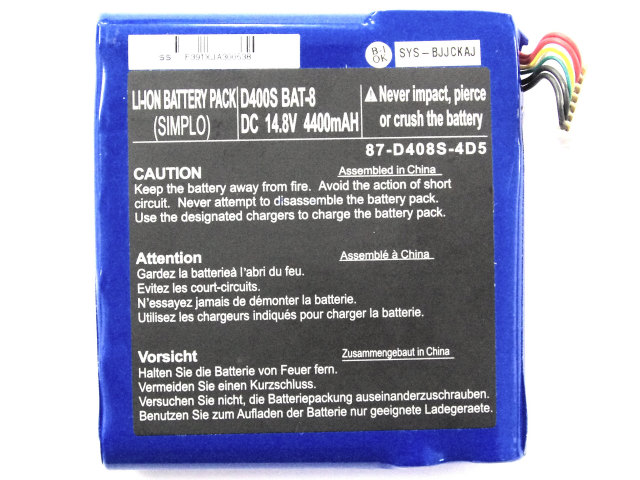 SS
B-I
OK
SYS-BJJCKAJ
LI-ION BATTERY PACK
(SIMPLO)
D400S BAT-8
DC 14.8V 4400mAH
Never impact, pierce
or crush the battery
87-D408S-4D5
CAUTION
Assembled in China
Keep the battery away from fire. Avoid the action of short
circuit. Never attempt to disassemble the battery pack.
Use the designated chargers to charge the battery pack.
Attention
Assemblé à China
Gardez la batterieà l'abri du feu.
Evitez les court-circuits.
N'essayez jamais de démonter la batterie.
Utilisez les chargeurs indiqués pour charger la batterie.
Vorsicht
Zusammengebaut in China
Halten Sie die Batterie von Feuer fern.
Vermeiden Sie einen Kurzschluss.
Versuchen Sie nicht, die Batteriepackung auseinanderzuschrauben.
Benutzen Sie zum Aufladen der Batterie nur geeignete Ladegeraete.